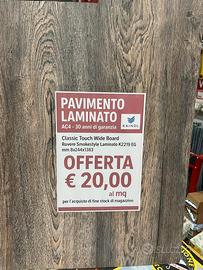 PAVIMENTO
LAMINATO
AC4 - 30 anni di garanzia
KAINDL
Classic Touch Wide Board
Rovere Smokestyle Laminato K2219 EG
mm 8x244x1383
OFFERTA
€ 20,00
al mq
per l'acquisto di fine stock di magazzino